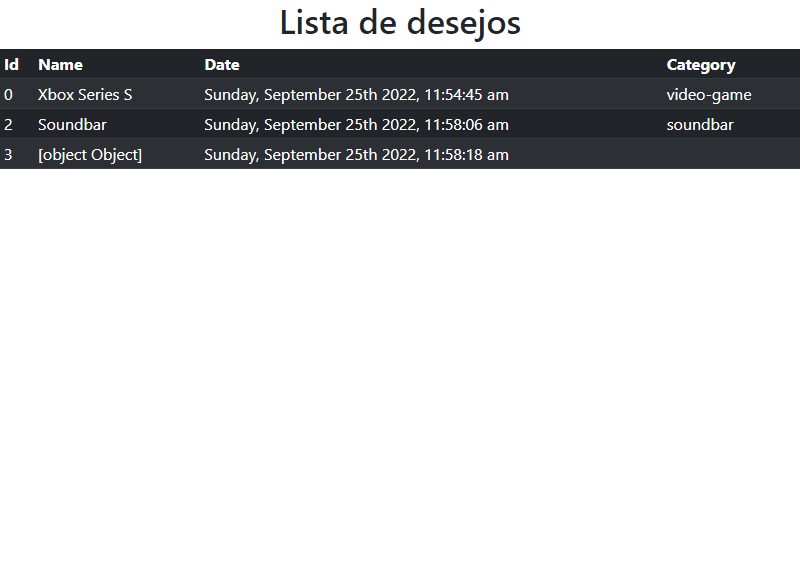 Lista de desejos
Id Name Date Category
0 Xbox Series S Sunday, September 25th 2022, 11:54:45 am video-game
2 Soundbar Sunday, September 25th 2022, 11:58:06 am soundbar
3 [object Object] Sunday, September 25th 2022, 11:58:18 am